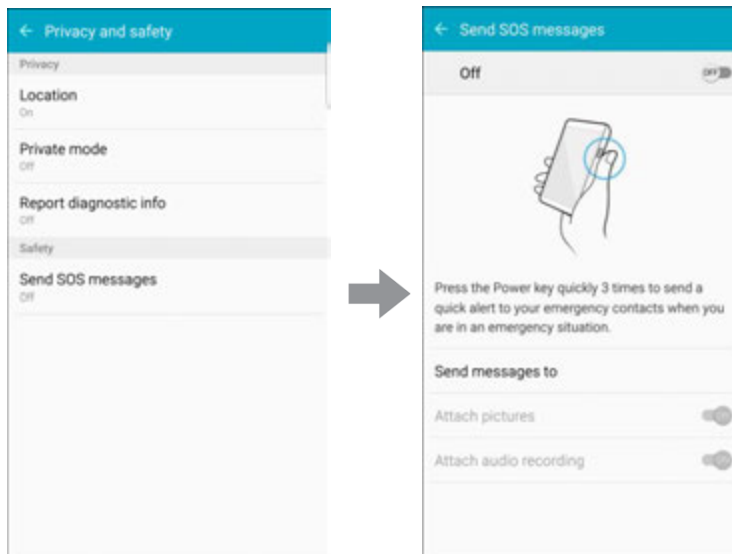 Privacy and safety
Privacy
Location
On
Private mode
Off
Report diagnostic info
Off
Safety
Send SOS messages
Off
Send SOS messages
Off
OFF
Press the Power key quickly 3 times to send a
quick alert to your emergency contacts when you
are in an emergency situation.
Send messages to
Attach pictures
Attach audio recording